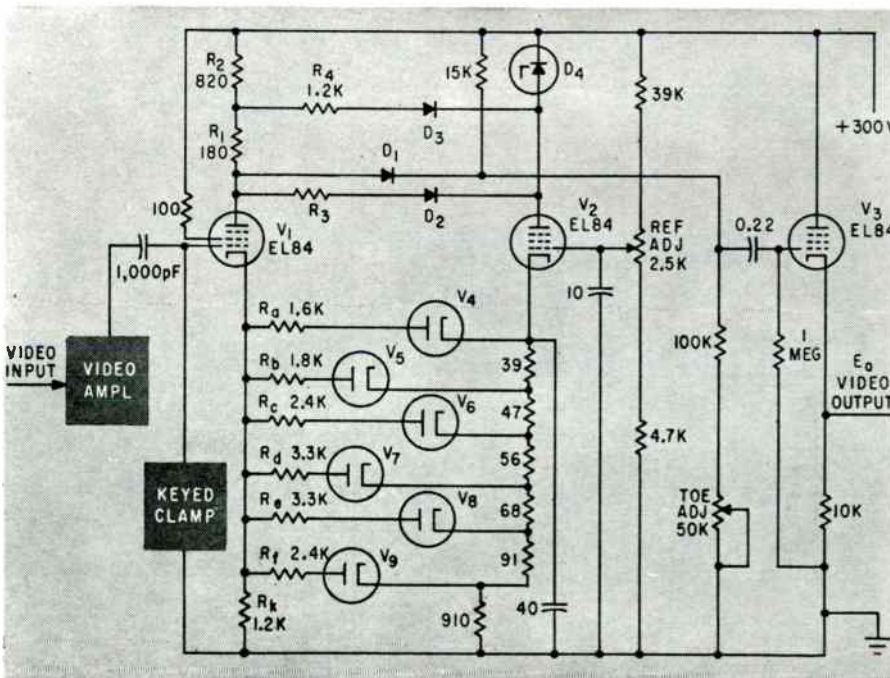 R2
820
R4
1.2K
15K
D4
39K
+300V
R1
180
D3
D1
R3
D2
100
V1
EL84
V2
EL84
REF
ADJ
2.5K
0.22
V3
EL84
1,000pF
Ra 1.6K
V4
10
VIDEO
INPUT
VIDEO
AMPL
Rb 1.8K
V5
39
100K
1
MEG
Eo
VIDEO
OUTPUT
Rc 2.4K
V6
47
Rd 3.3K
V7
56
4.7K
KEYED
CLAMP
Re 3.3K
V8
68
TOE
ADJ
50K
10K
Rf 2.4K
V9
91
Rk
1.2K
910
40